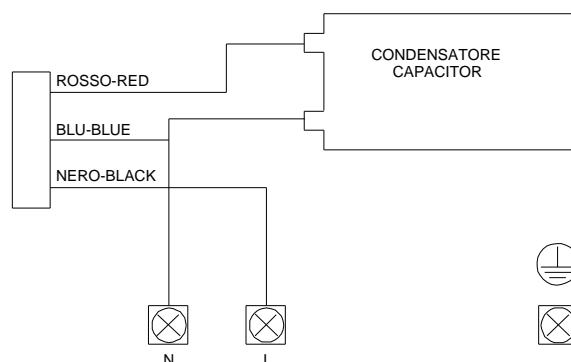 CONDENSATORE
CAPACITOR
ROSSO-RED
BLU-BLUE
NERO-BLACK
N L